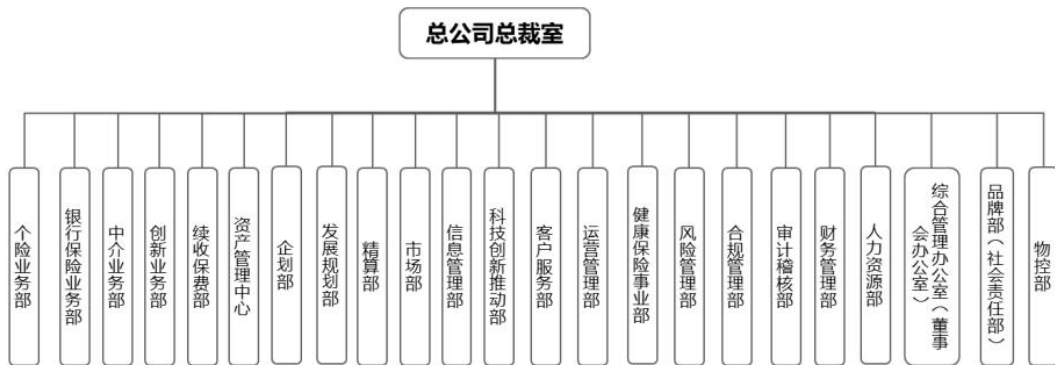 总公司总裁室
个险业务部
银行保险业务部
中介业务部
创新业务部
续收保费部
资产管理中心
企划部
发展规划部
精算部
市场部
信息管理部
科技创新推动部
客户服务部
运营管理部
健康保险事业部
风险管理部
合规管理部
审计稽核部
财务管理部
人力资源部
综合管理办公室（董事
会办公室）
品牌部（社会责任部）
物控部